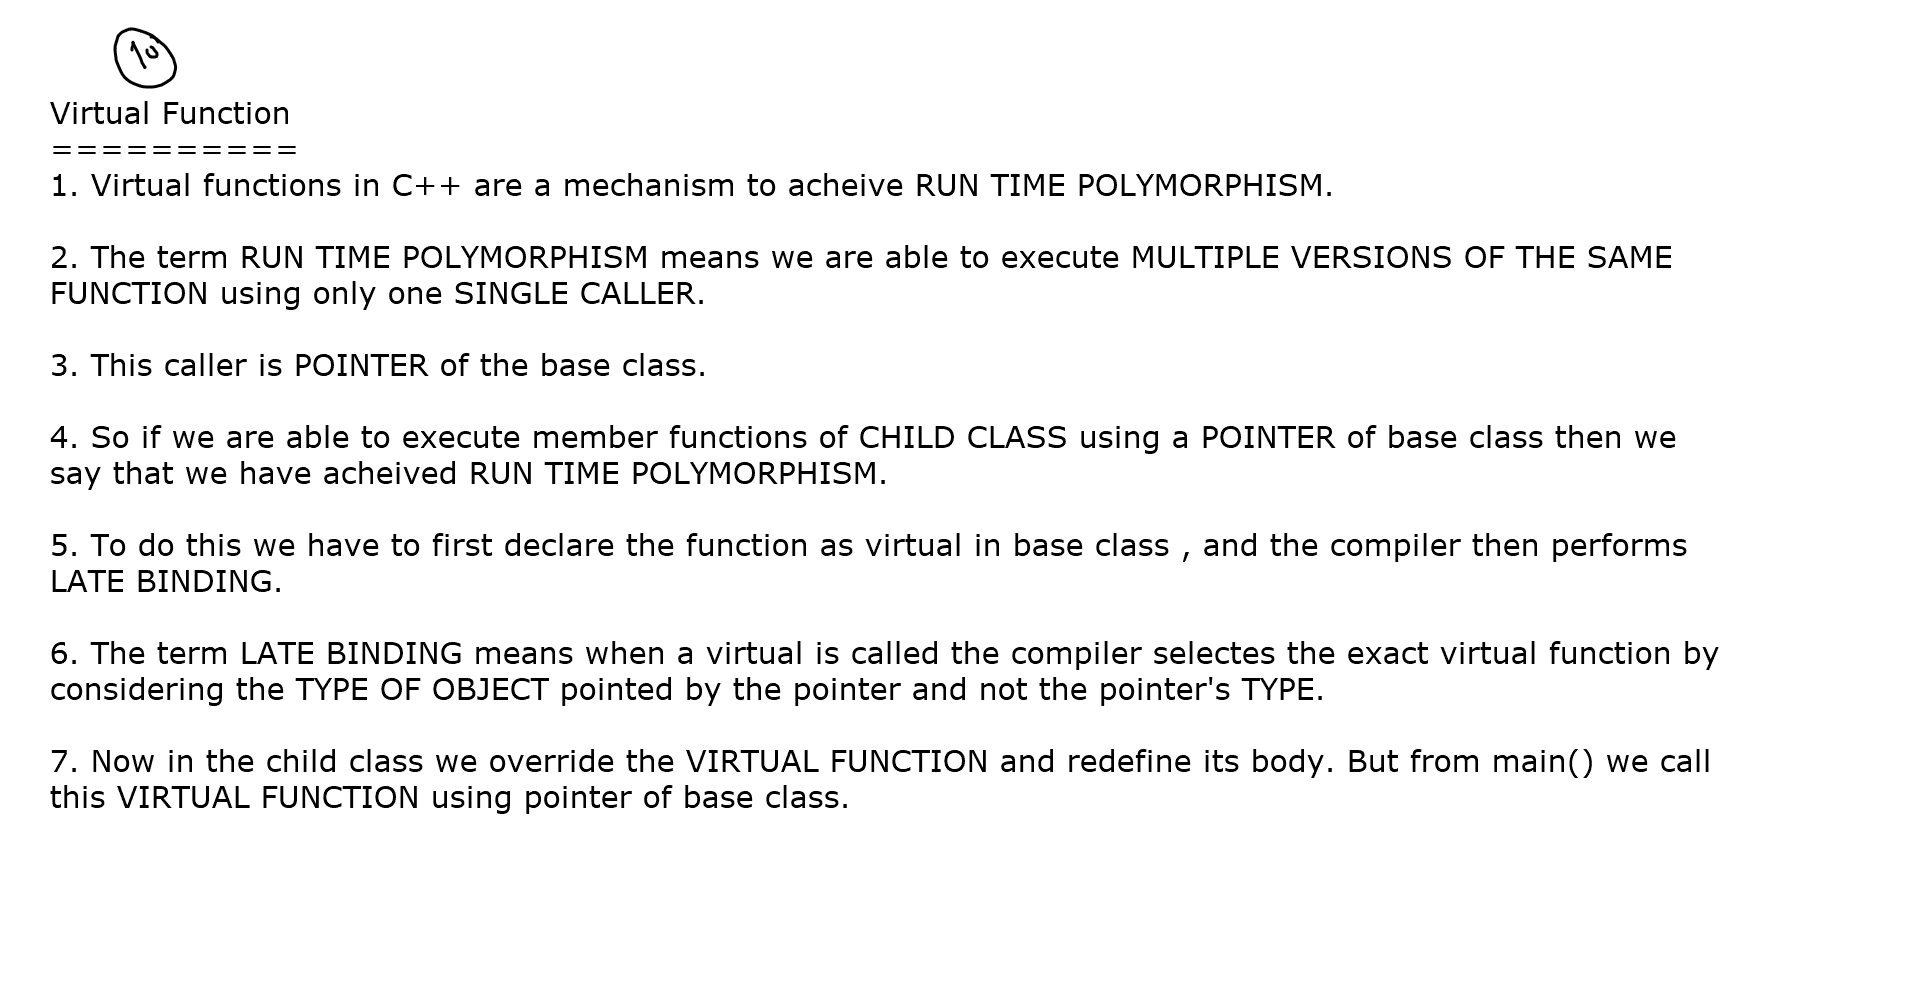 10
Virtual Function
==========
1. Virtual functions in C++ are a mechanism to acheive RUN TIME POLYMORPHISM.
2. The term RUN TIME POLYMORPHISM means we are able to execute MULTIPLE VERSIONS OF THE SAME
FUNCTION using only one SINGLE CALLER.
3. This caller is POINTER of the base class.
4. So if we are able to execute member functions of CHILD CLASS using a POINTER of base class then we
say that we have acheived RUN TIME POLYMORPHISM.
5. To do this we have to first declare the function as virtual in base class , and the compiler then performs
LATE BINDING.
6. The term LATE BINDING means when a virtual is called the compiler selectes the exact virtual function by
considering the TYPE OF OBJECT pointed by the pointer and not the pointer's TYPE.
7. Now in the child class we override the VIRTUAL FUNCTION and redefine its body. But from main() we call
this VIRTUAL FUNCTION using pointer of base class.